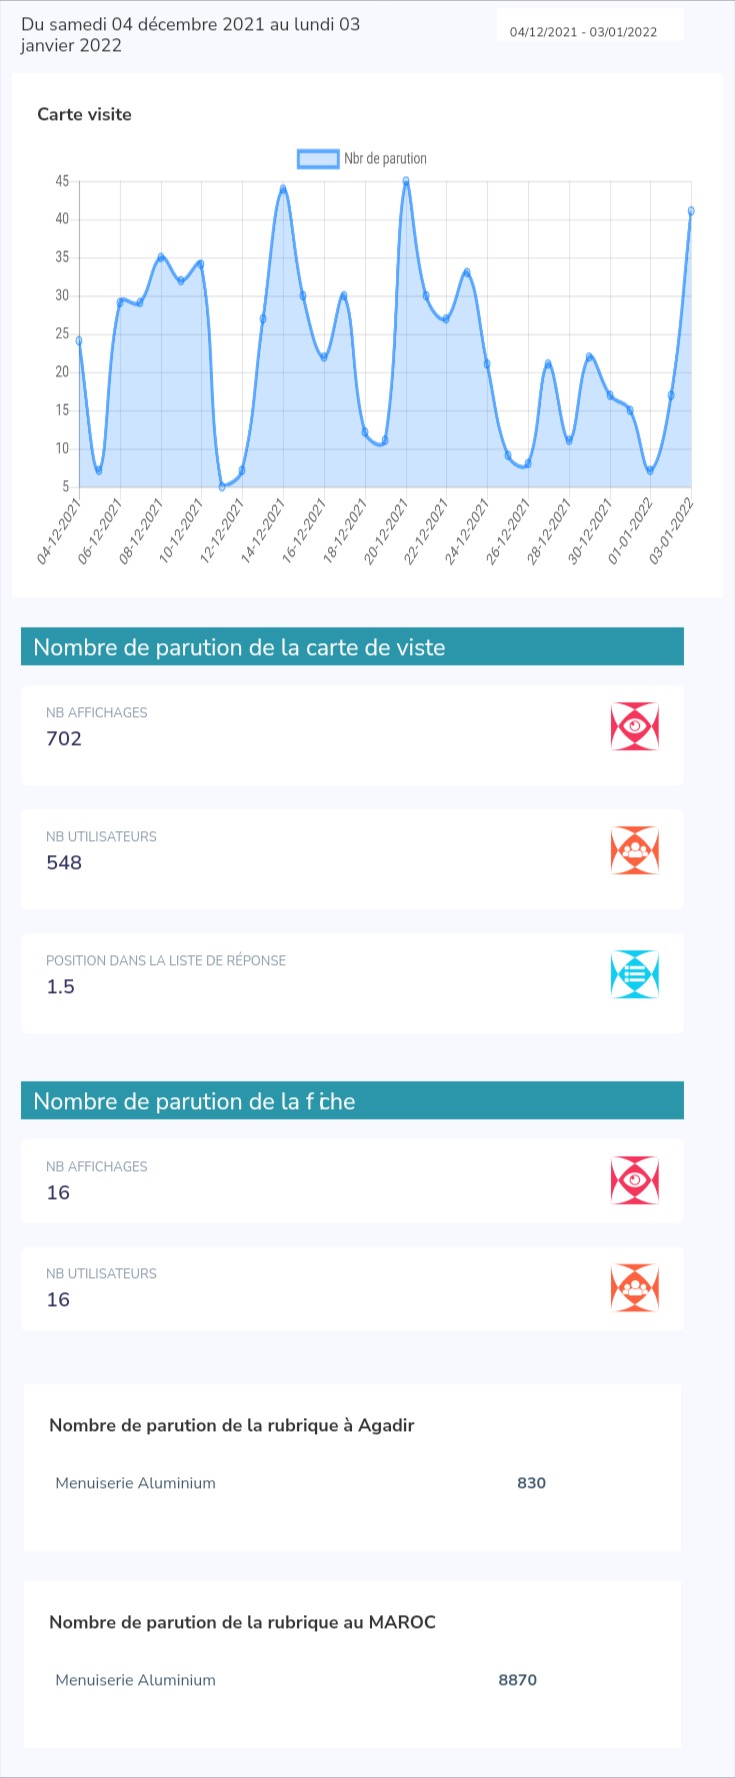 Du samedi 04 décembre 2021 au lundi 03
janvier 2022
04/12/2021 - 03/01/2022
Carte visite
Nbr de parution
45
40
35
30
25
20
15
10
5
04-12-2021
06-12-2021
08-12-2021
10-12-2021
12-12-2021
14-12-2021
16-12-2021
18-12-2021
20-12-2021
22-12-2021
24-12-2021
26-12-2021
28-12-2021
30-12-2021
01-01-2022
03-01-2022
Nombre de parution de la carte de viste
NB AFFICHAGES
702
NB UTILISATEURS
548
POSITION DANS LA LISTE DE RÉPONSE
1.5
Nombre de parution de la fiche
NB AFFICHAGES
16
NB UTILISATEURS
16
Nombre de parution de la rubrique à Agadir
Menuiserie Aluminium 830
Nombre de parution de la rubrique au MAROC
Menuiserie Aluminium 8870